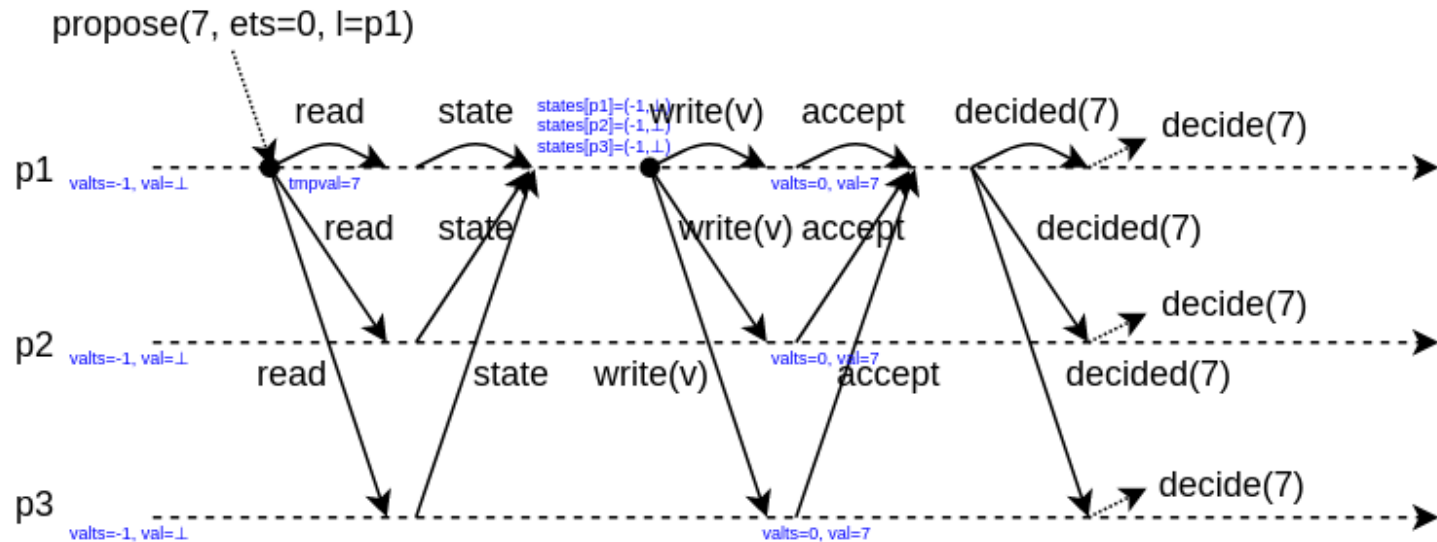 propose(7, ets=0, l=p1)
read
state
states[p1]=(-1,⊥)
states[p2]=(-1,⊥)
states[p3]=(-1,⊥)
write(v)
accept
decided(7)
decide(7)
p1
valts=-1, val=⊥
tmpval=7
valts=0, val=7
read
state
write(v)
accept
decided(7)
decide(7)
p2
valts=-1, val=⊥
valts=0, val=7
read
state
write(v)
accept
decided(7)
decide(7)
p3
valts=-1, val=⊥
valts=0, val=7